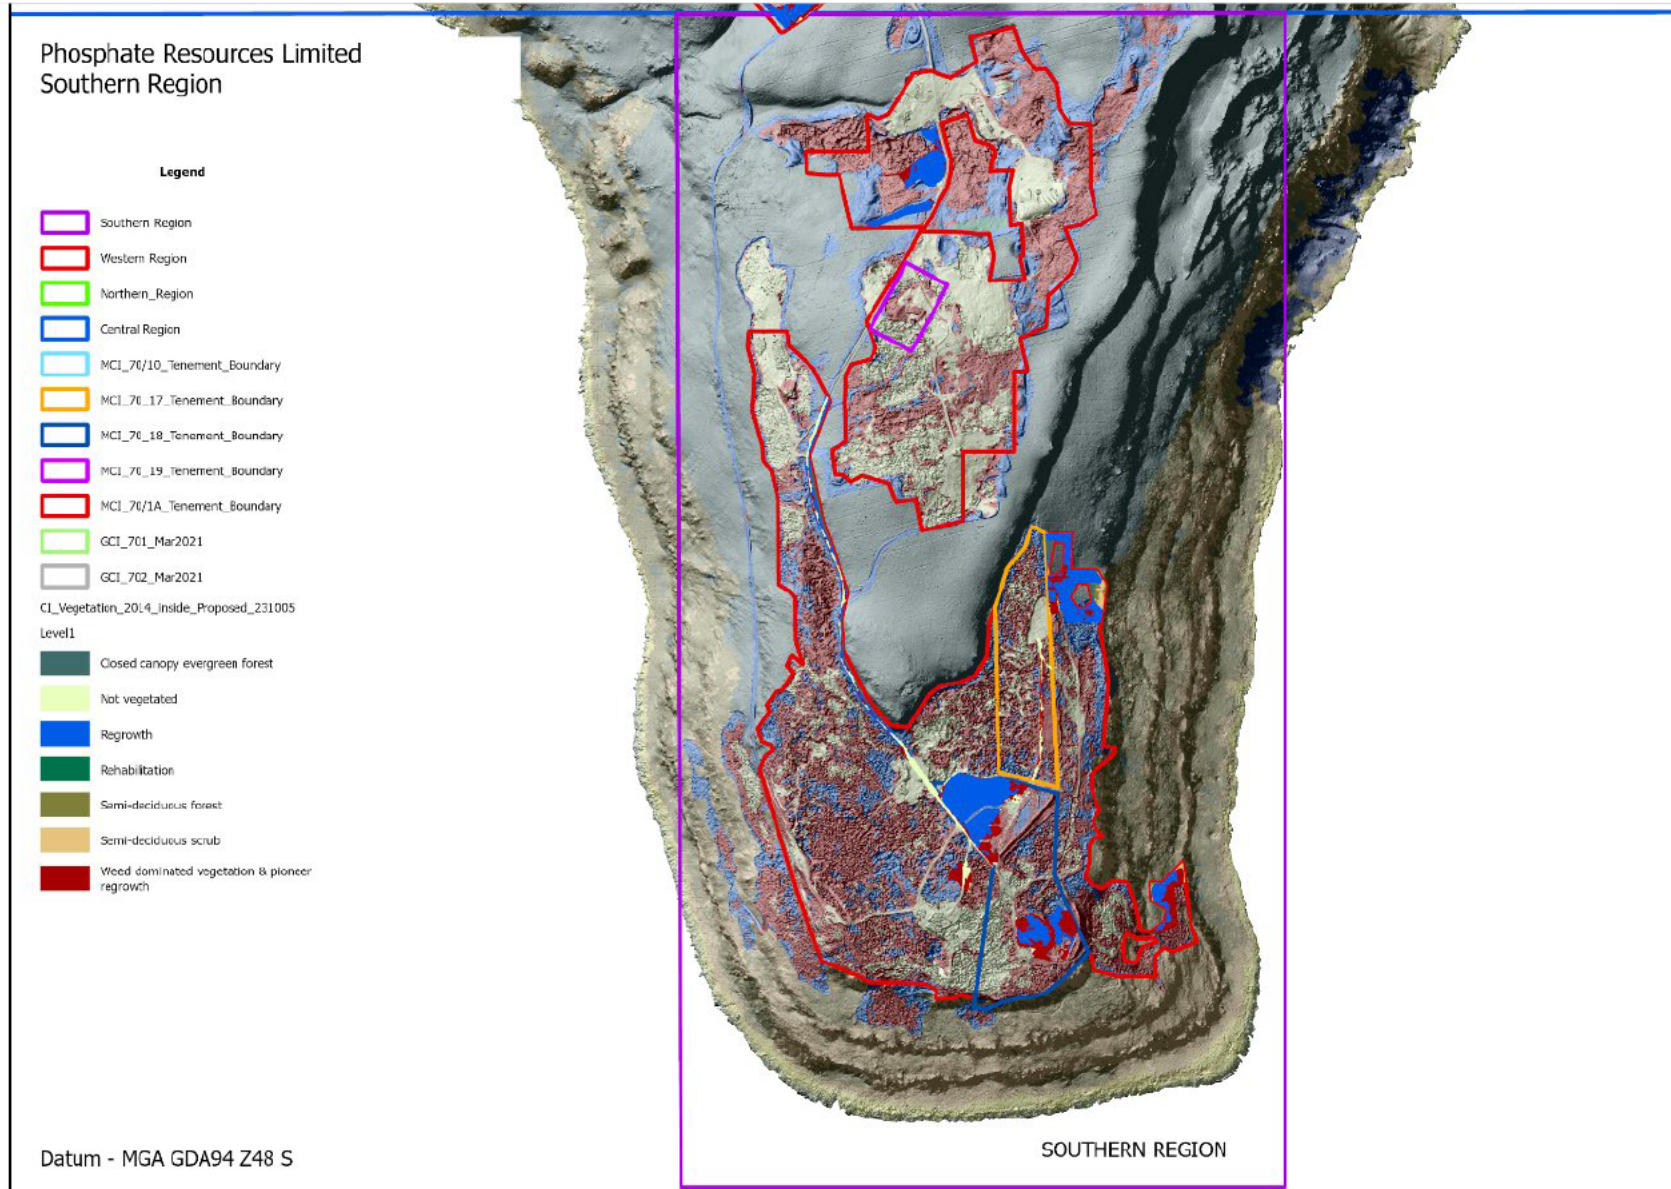 Phosphate Resources Limited
Southern Region
Legend
Southern Region
Western Region
Northern_Region
Central Region
MCI_70/10_Tenement_Boundary
MCI_70_17_Tenement_Boundary
MCI_70_18_Tenement_Boundary
MCI_70_19_Tenement_Boundary
MCI_70/1A_Tenement_Boundary
GCI_701_Mar2021
GCI_702_Mar2021
CI_Vegetation_2014_inside_Proposed_231005
Level1
Closed canopy evergreen forest
Not vegetated
Regrowth
Rehabilitation
Semi-deciduous forest
Semi-deciduous scrub
Weed dominated vegetation & pioneer
regrowth
SOUTHERN REGION
Datum - MGA GDA94 Z48 S